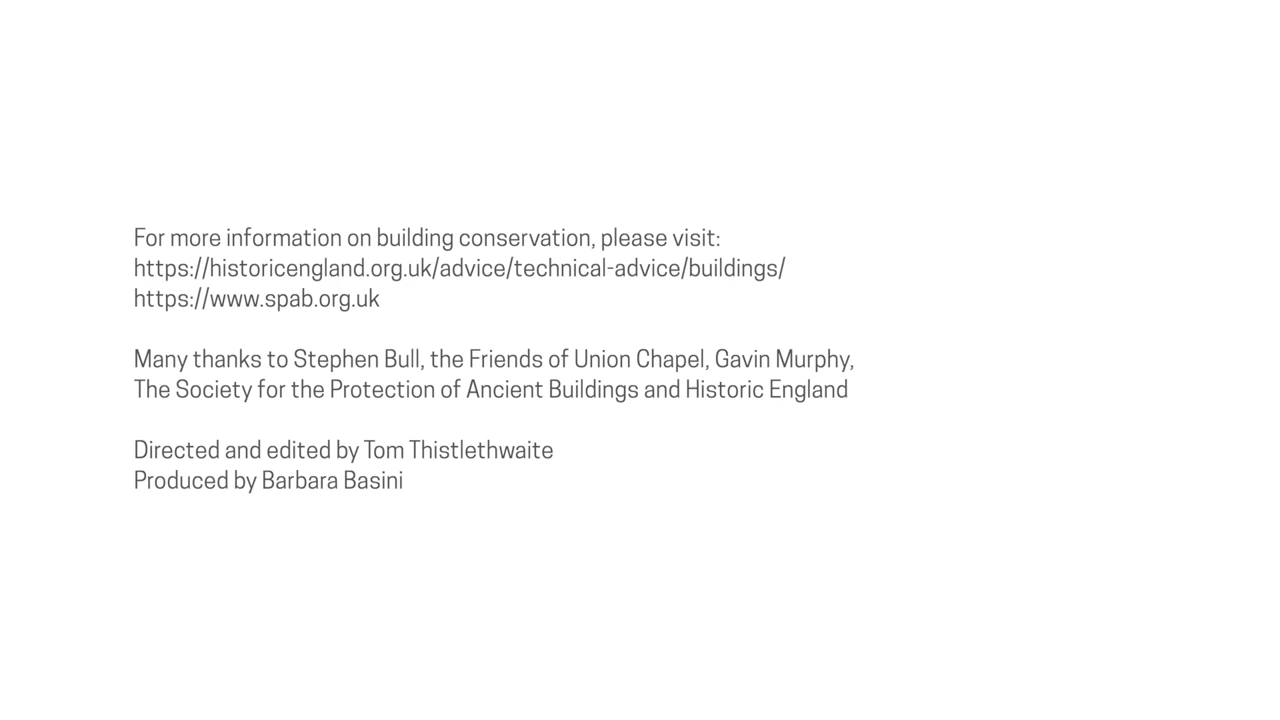 For more information on building conservation, please visit:
https://historicengland.org.uk/advice/technical-advice/buildings/
https://www.spab.org.uk
Many thanks to Stephen Bull, the Friends of Union Chapel, Gavin Murphy,
The Society for the Protection of Ancient Buildings and Historic England
Directed and edited by Tom Thistlethwaite
Produced by Barbara Basini